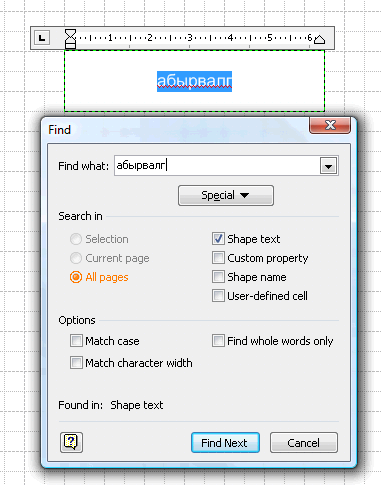 L 1 2 3 4 5 6
абырвалг
Find
Find what: абырвалг
Special
Search in
Selection
Shape text
Current page
Custom property
All pages
Shape name
User-defined cell
Options
Match case
Find whole words only
Match character width
Found in: Shape text
? Find Next Cancel